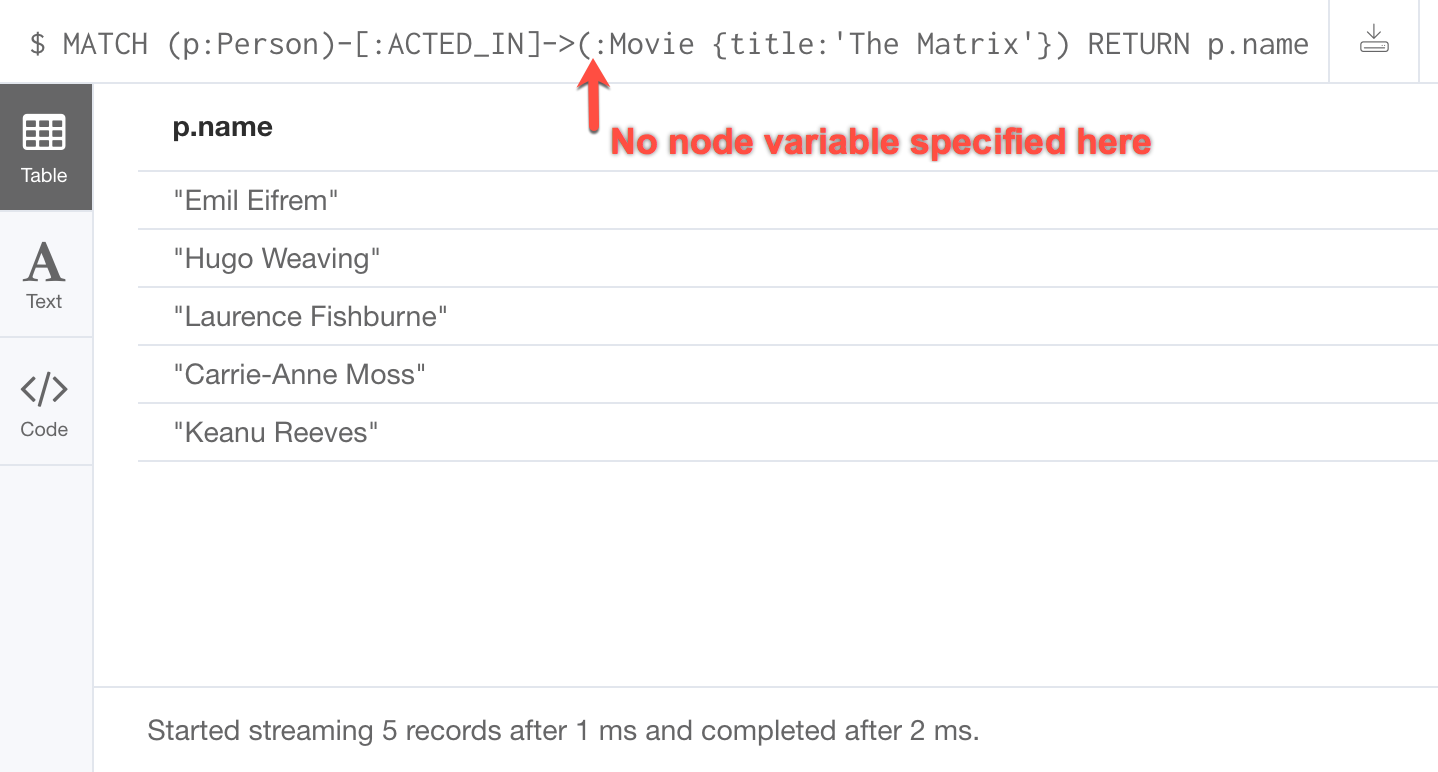 $ MATCH (p:Person)-[:ACTED_IN]->(:Movie {title:'The Matrix'}) RETURN p.name
p.name
No node variable specified here
Table
"Emil Eifrem"
"Hugo Weaving"
Text
"Laurence Fishburne"
"Carrie-Anne Moss"
Code
"Keanu Reeves"
Started streaming 5 records after 1 ms and completed after 2 ms.